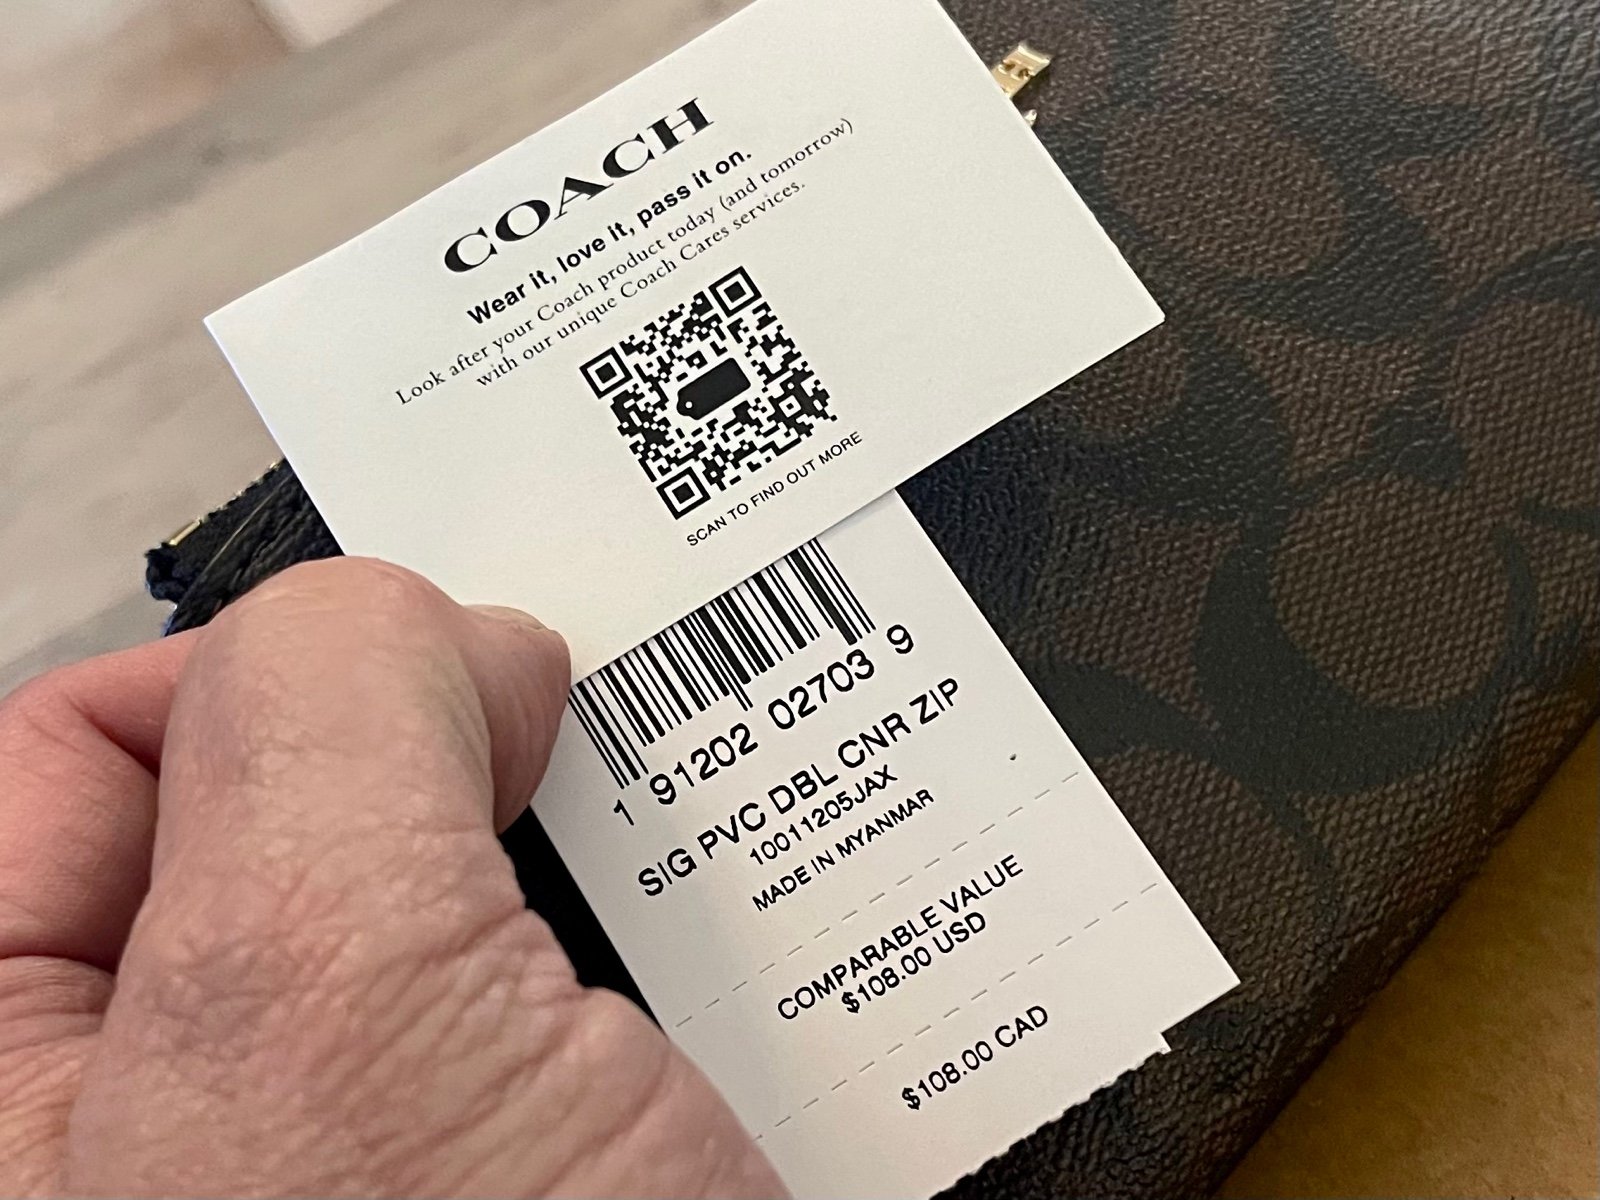 COACH
Wear it, love it, pass it on.
Look after your Coach product today (and tomorrow)
with our unique Coach Cares services.
SCAN TO FIND OUT MORE
1 91202 02703 9
SIG PVC DBL CNR ZIP
10011205JAX
MADE IN MYANMAR
COMPARABLE VALUE
$108.00 USD
$108.00 CAD